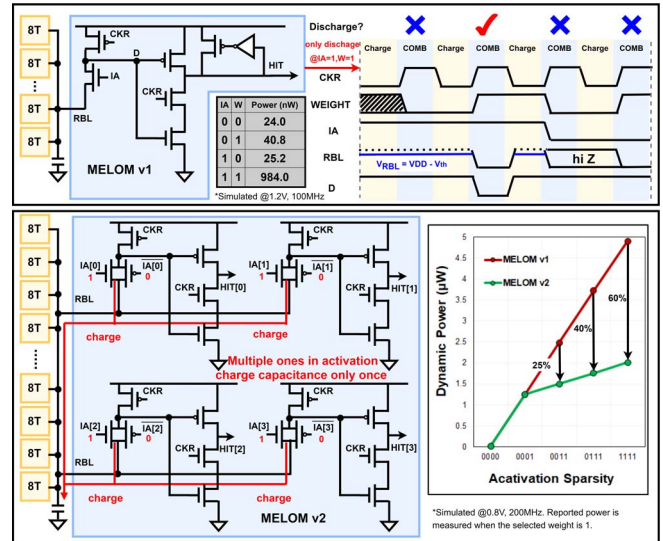 8T
8T
8T
8T
CKR
D
IA
CKR
HIT
RBL
MELOM v1
IA W Power (nW)
0 0 24.0
0 1 40.8
1 0 25.2
1 1 984.0
*Simulated @1.2V, 100MHz
Discharge?
only dischage
@IA=1,W=1
Charge COMB Charge COMB Charge COMB Charge COMB
CKR
WEIGHT
IA
RBL
VRBL = VDD - Vth
hi Z
D
8T
8T
8T
8T
8T
8T
8T
8T
CKR
IA[0]
1
IA[0]
0
CKR
HIT[0]
RBL
charge
CKR
IA[1]
1
IA[1]
0
CKR
HIT[1]
charge
Multiple ones in activation
charge capacitance only once
CKR
IA[2]
1
IA[2]
0
CKR
HIT[2]
RBL
charge
CKR
IA[3]
1
IA[3]
0
CKR
HIT[3]
charge
MELOM v2
Dynamic Power (μW)
5
4.5
4
3.5
3
2.5
2
1.5
1
0.5
0
MELOM v1
MELOM v2
25%
40%
60%
0000 0001 0011 0111 1111
Acativation Sparsity
*Simulated @0.8V, 200MHz. Reported power is
measured when the selected weight is 1.